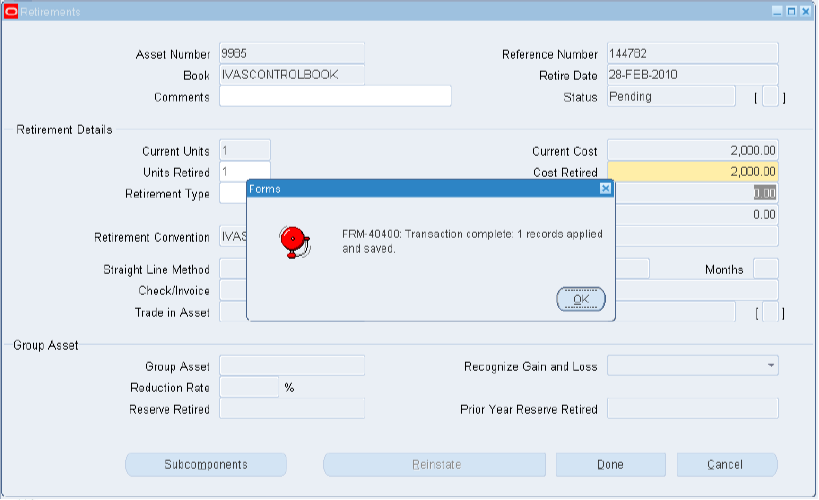 Retirements
Asset Number 9985 Reference Number 144782
Book IVASCONTROLBOOK Retire Date 28-FEB-2010
Comments Status Pending [ ]
Retirement Details
Current Units 1 Current Cost 2,000.00
Units Retired 1 Cost Retired 2,000.00
Forms
Retirement Type 0.00
0.00
FRM-40400: Transaction complete: 1 records applied
and saved.
Retirement Convention IVAS
Straight Line Method Months
Check/Invoice
OK
Trade in Asset [ ]
Group Asset
Group Asset Recognize Gain and Loss
Reduction Rate %
Reserve Retired Prior Year Reserve Retired
Subcomponents Reinstate Done Cancel